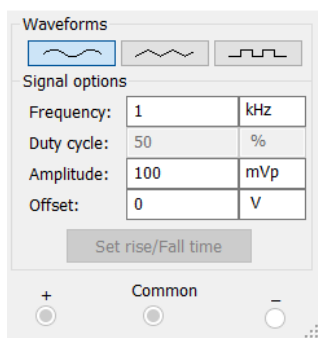 Waveforms
Signal options
Frequency: 1 kHz
Duty cycle: 50 %
Amplitude: 100 mVp
Offset: 0 V
Set rise/Fall time
+ Common −